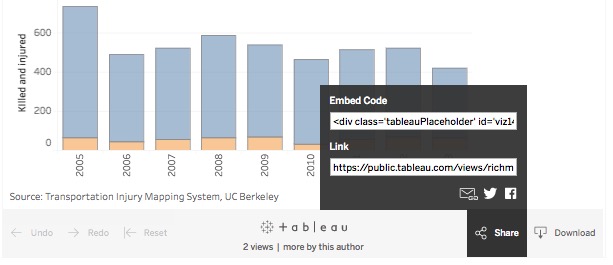 600
400
200
0
Killed and injured
2005
2006
2007
2008
2009
2010
Embed Code
<div class='tableauPlaceholder' id='viz14
Link
https://public.tableau.com/views/richm
Source: Transportation Injury Mapping System, UC Berkeley
Undo
Redo
Reset
+ableau
2 views | more by this author
Share
Download